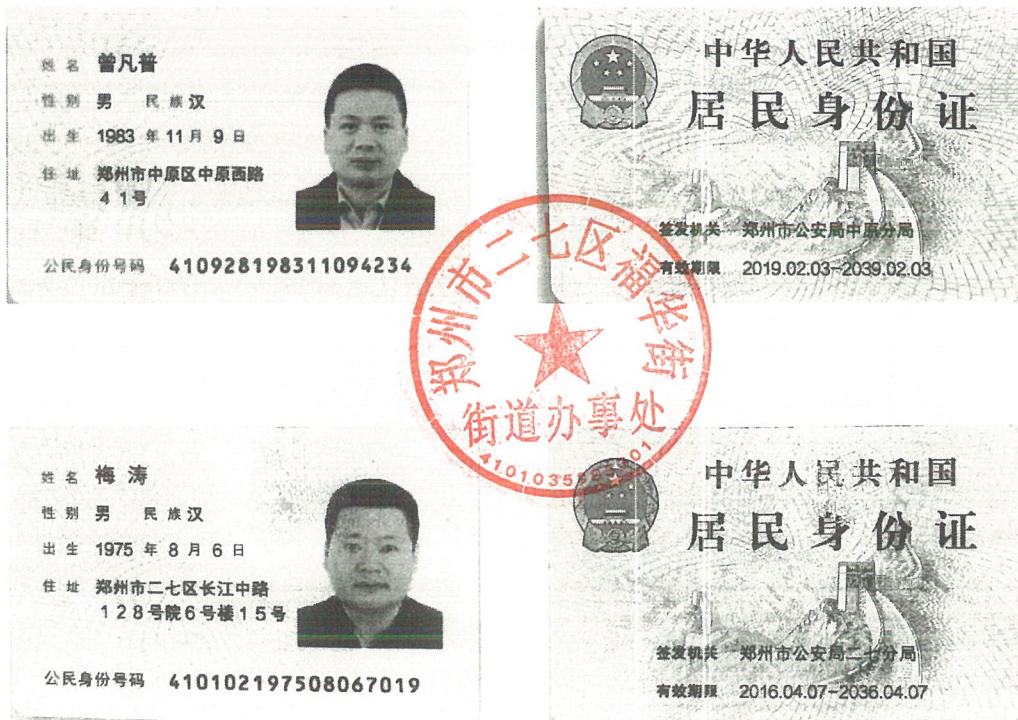 姓名 曾凡普
性别 男 民族 汉
出生 1983 年 11 月 9 日
住址 郑州市中原区中原西路
41号
公民身份号码 410928198311094234
中华人民共和国
居民身份证
签发机关 郑州市公安局中原分局
有效期限 2019.02.03-2039.02.03
郑州市二七区福华街
街道办事处
姓名 梅涛
性别 男 民族 汉
出生 1975 年 8 月 6 日
住址 郑州市二七区长江中路
128号院6号楼15号
公民身份号码 410102197508067019
中华人民共和国
居民身份证
签发机关 郑州市公安局二七分局
有效期限 2016.04.07-2036.04.07